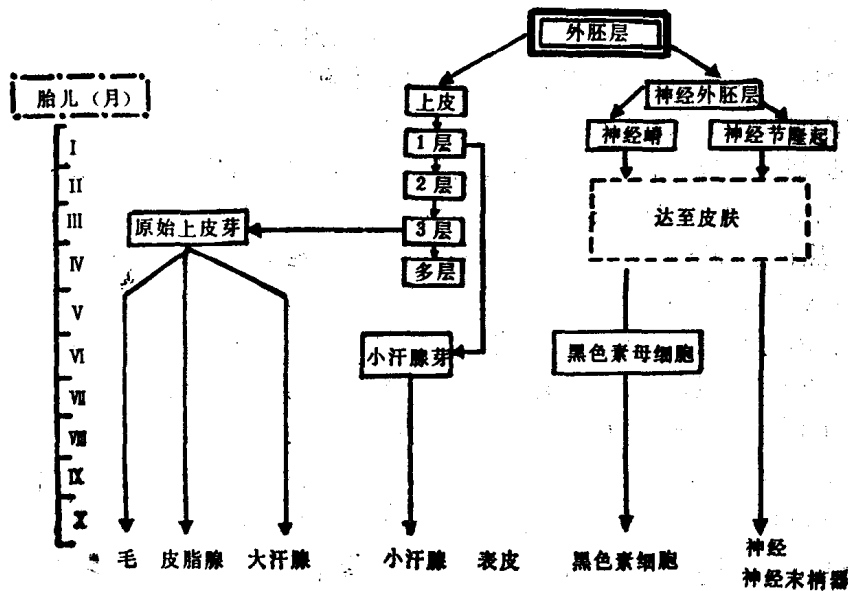 外胚层
胎儿（月）
上皮
神经外胚层
1层
神经嵴
神经节隆起
I
2层
II
3层
III
原始上皮芽
达至皮肤
多层
IV
V
小汗腺芽
黑色素母细胞
VI
VII
VIII
IX
X
毛 皮脂腺 大汗腺 小汗腺 表皮 黑色素细胞 神经
神经末梢器